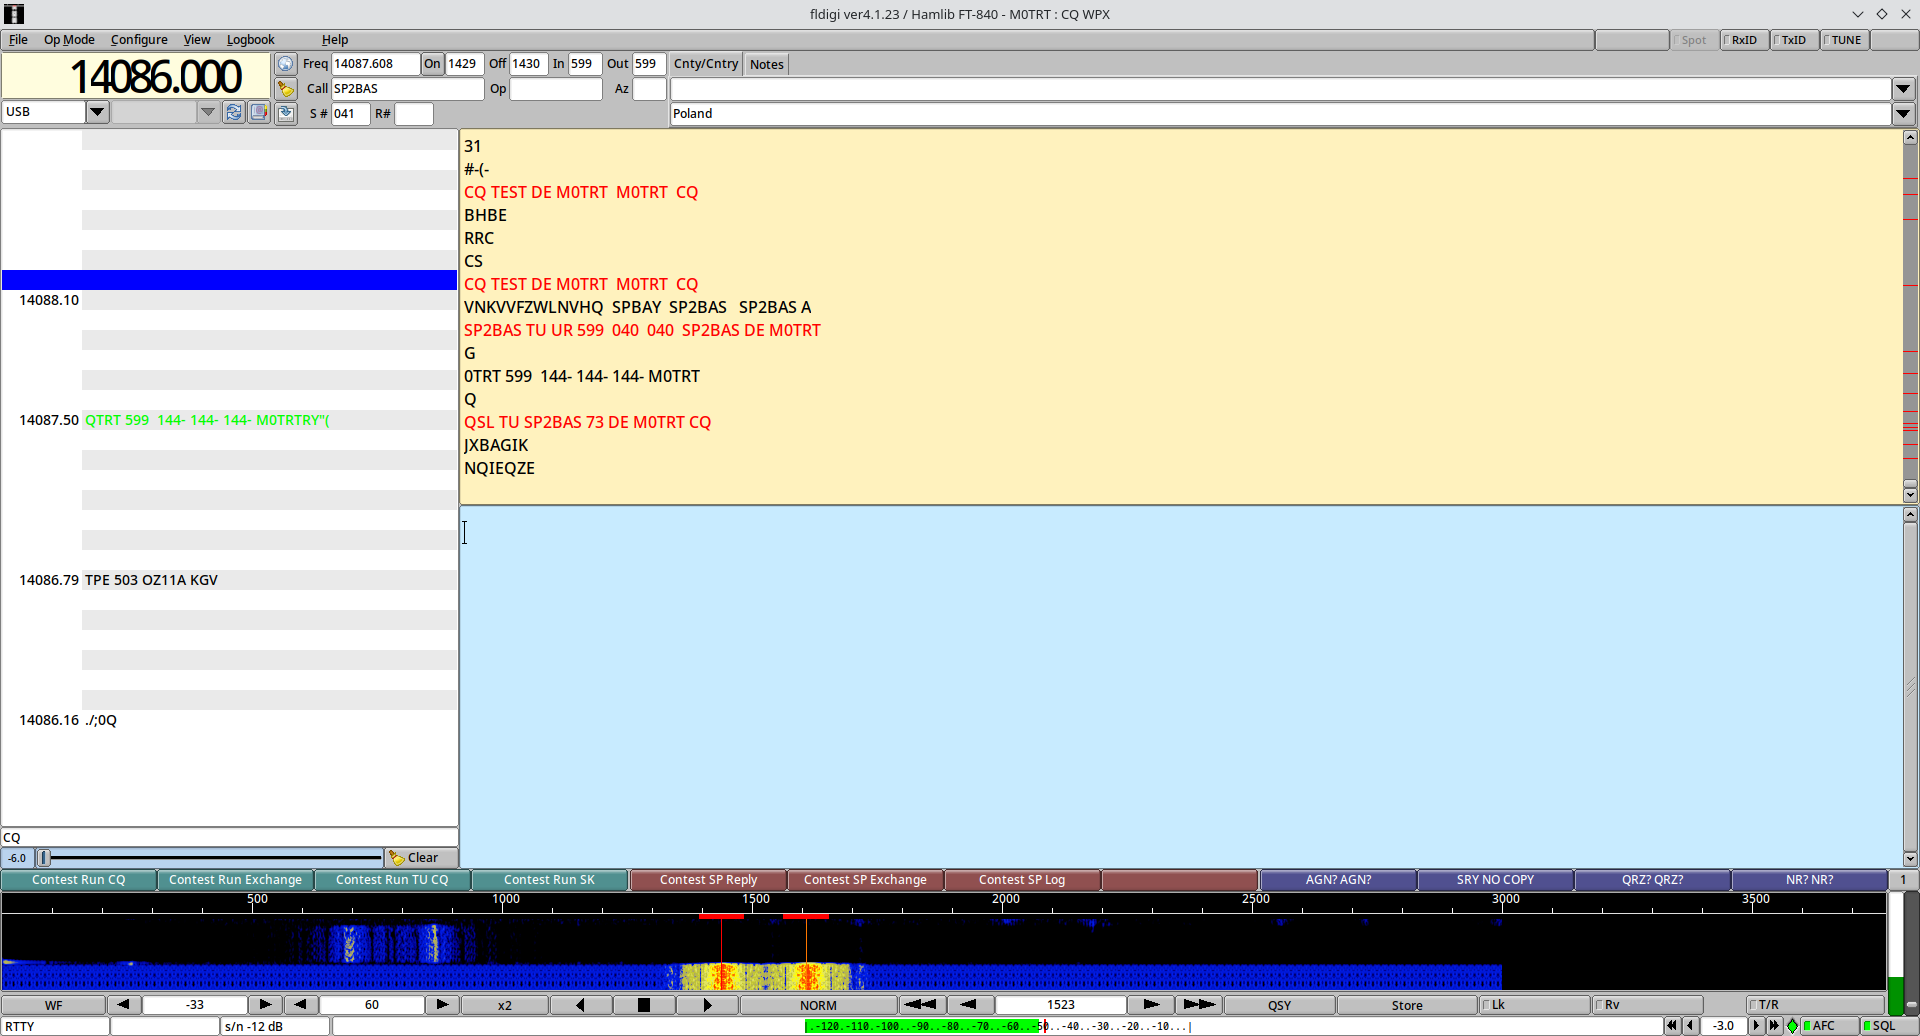 fldigi ver4.1.23 / Hamlib FT-840 - M0TRT : CQ WPX
File Op Mode Configure View Logbook Help Spot RxID TxID TUNE
14086.000
Freq 14087.608 On 1429 Off 1430 In 599 Out 599 Cnty/Cntry Notes
Call SP2BAS Op Az
USB S # 041 R# Poland
31
#-(-
CQ TEST DE M0TRT  M0TRT  CQ
BHBE
RRC
CS
CQ TEST DE M0TRT  M0TRT  CQ
VNKVVFZWLNVHQ  SPBAY  SP2BAS   SP2BAS A
SP2BAS TU UR 599  040  040  SP2BAS DE M0TRT
G
0TRT 599  144- 144- 144- M0TRT
Q
QSL TU SP2BAS 73 DE M0TRT CQ
JXBAGIK
NQIEQZE
14088.10
14087.50 QTRT 599  144- 144- 144- M0TRTRY"(
14086.79 TPE 503 OZ11A KGV
14086.16 ./;0Q
CQ
-6.0 Clear
Contest Run CQ Contest Run Exchange Contest Run TU CQ Contest Run SK Contest SP Reply Contest SP Exchange Contest SP Log AGN? AGN? SRY NO COPY QRZ? QRZ? NR? NR? 1
500 1000 1500 2000 2500 3000 3500
WF -33 60 x2 NORM 1523 QSY Store Lk Rv T/R
RTTY s/n -12 dB .-120.-110.-100..-90..-80..-70..-60..-50..-40..-30..-20..-10...| -3.0 AFC SQL